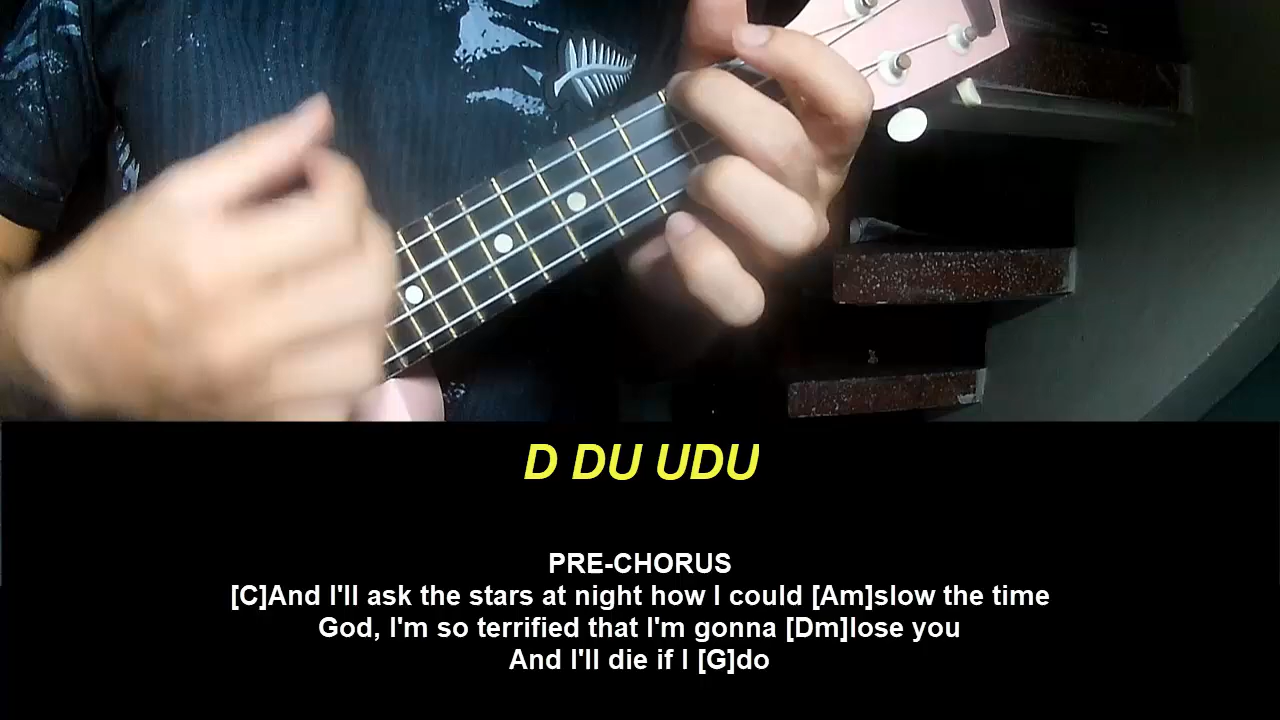 D DU UDU
PRE-CHORUS
[C]And I'll ask the stars at night how I could [Am]slow the time
God, I'm so terrified that I'm gonna [Dm]lose you
And I'll die if I [G]do